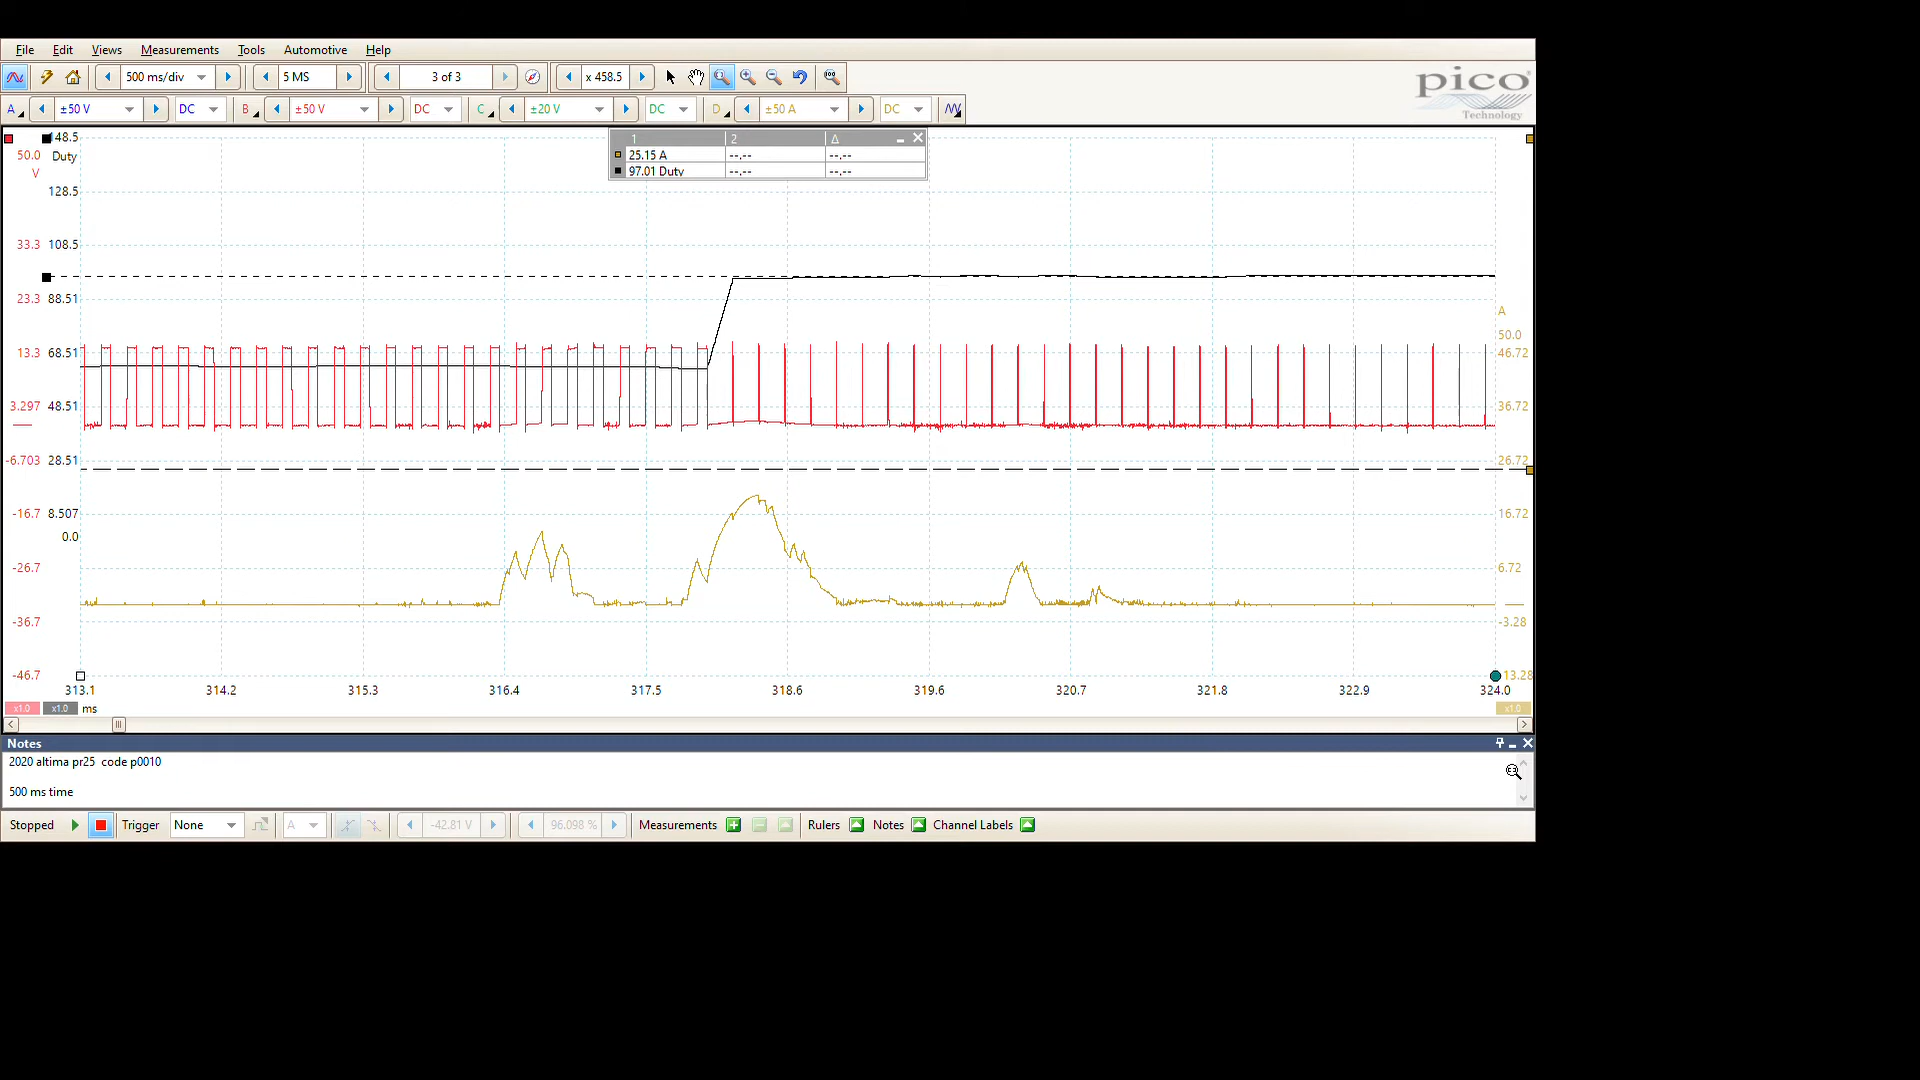 File Edit Views Measurements Tools Automotive Help
500 ms/div 5 MS 3 of 3 x 458.5
pico
Technology
A ±50 V DC B ±50 V DC C ±20 V DC D ±50 A DC
1 2 Δ
25.15 A --.-- --.--
97.01 Duty --.-- --.--
148.5
50.0 Duty
V
128.5
33.3 108.5
23.3 88.51
A
50.0
13.3 68.51 46.72
3.297 48.51 36.72
-6.703 28.51 26.72
-16.7 8.507 16.72
0.0
-26.7 6.72
-36.7 -3.28
-46.7 13.28
313.1 314.2 315.3 316.4 317.5 318.6 319.6 320.7 321.8 322.9 324.0
x1.0 x1.0 ms x1.0
Notes
2020 altima pr25 code p0010
500 ms time
Stopped Trigger None A -42.81 V 96.098 % Measurements Rulers Notes Channel Labels